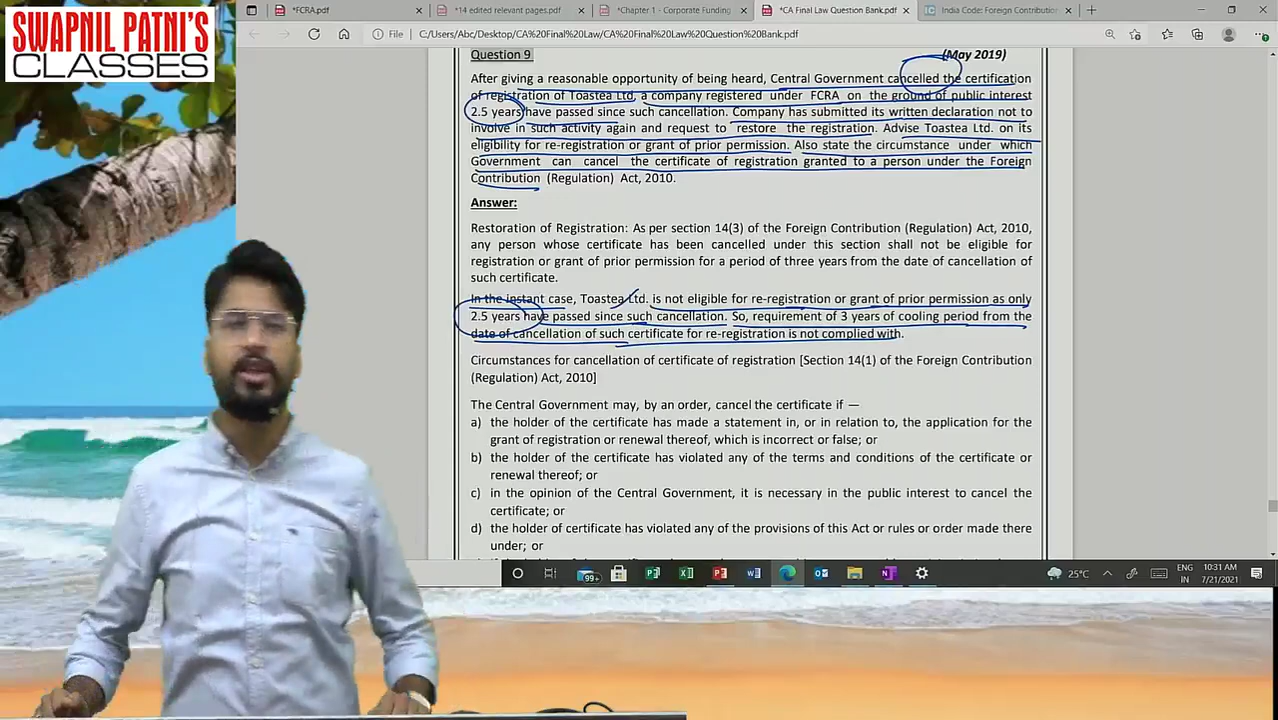 SWAPNIL PATNI'S
CLASSES
*FCRA.pdf
*14 edited relevant pages.pdf
*Chapter 1 - Corporate Funding
*CA Final Law Question Bank.pdf
India Code: Foreign Contribution
File
C:/Users/Abc/Desktop/CA%20Final%20Law/CA%20Final%20Law%20Question%20Bank.pdf
Question 9
(May 2019)
After giving a reasonable opportunity of being heard, Central Government cancelled the certification
of registration of Toastea Ltd, a company registered under FCRA on the ground of public interest
2.5 years have passed since such cancellation. Company has submitted its written declaration not to
involve in such activity again and request to restore the registration. Advise Toastea Ltd. on its
eligibility for re-registration or grant of prior permission. Also state the circumstance under which
Government can cancel the certificate of registration granted to a person under the Foreign
Contribution (Regulation) Act, 2010.
Answer:
Restoration of Registration: As per section 14(3) of the Foreign Contribution (Regulation) Act, 2010,
any person whose certificate has been cancelled under this section shall not be eligible for
registration or grant of prior permission for a period of three years from the date of cancellation of
such certificate.
In the instant case, Toastea Ltd. is not eligible for re-registration or grant of prior permission as only
2.5 years have passed since such cancellation. So, requirement of 3 years of cooling period from the
date of cancellation of such certificate for re-registration is not complied with.
Circumstances for cancellation of certificate of registration [Section 14(1) of the Foreign Contribution
(Regulation) Act, 2010]
The Central Government may, by an order, cancel the certificate if —
a) the holder of the certificate has made a statement in, or in relation to, the application for the
grant of registration or renewal thereof, which is incorrect or false; or
b) the holder of the certificate has violated any of the terms and conditions of the certificate or
renewal thereof; or
c) in the opinion of the Central Government, it is necessary in the public interest to cancel the
certificate; or
d) the holder of certificate has violated any of the provisions of this Act or rules or order made there
under; or
99+
25°C
ENG
IN
10:31 AM
7/21/2021